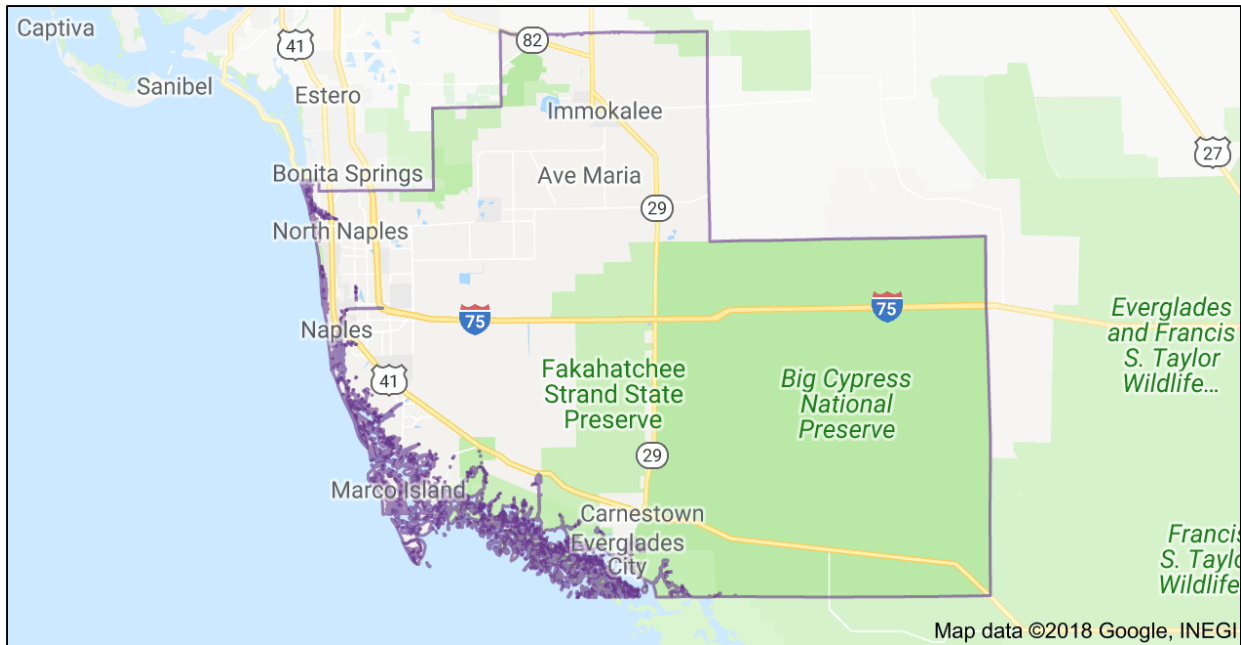 Captiva
41
82
Sanibel
Estero
Immokalee
27
Bonita Springs
Ave Maria
29
North Naples
75
75
Everglades
and Francis
S. Taylor
Wildlife...
Naples
41
Fakahatchee
Strand State
Preserve
Big Cypress
National
Preserve
29
Marco Island
Carnestown
Everglades
City
Francis
S. Taylo
Wildlife
Map data ©2018 Google, INEGI